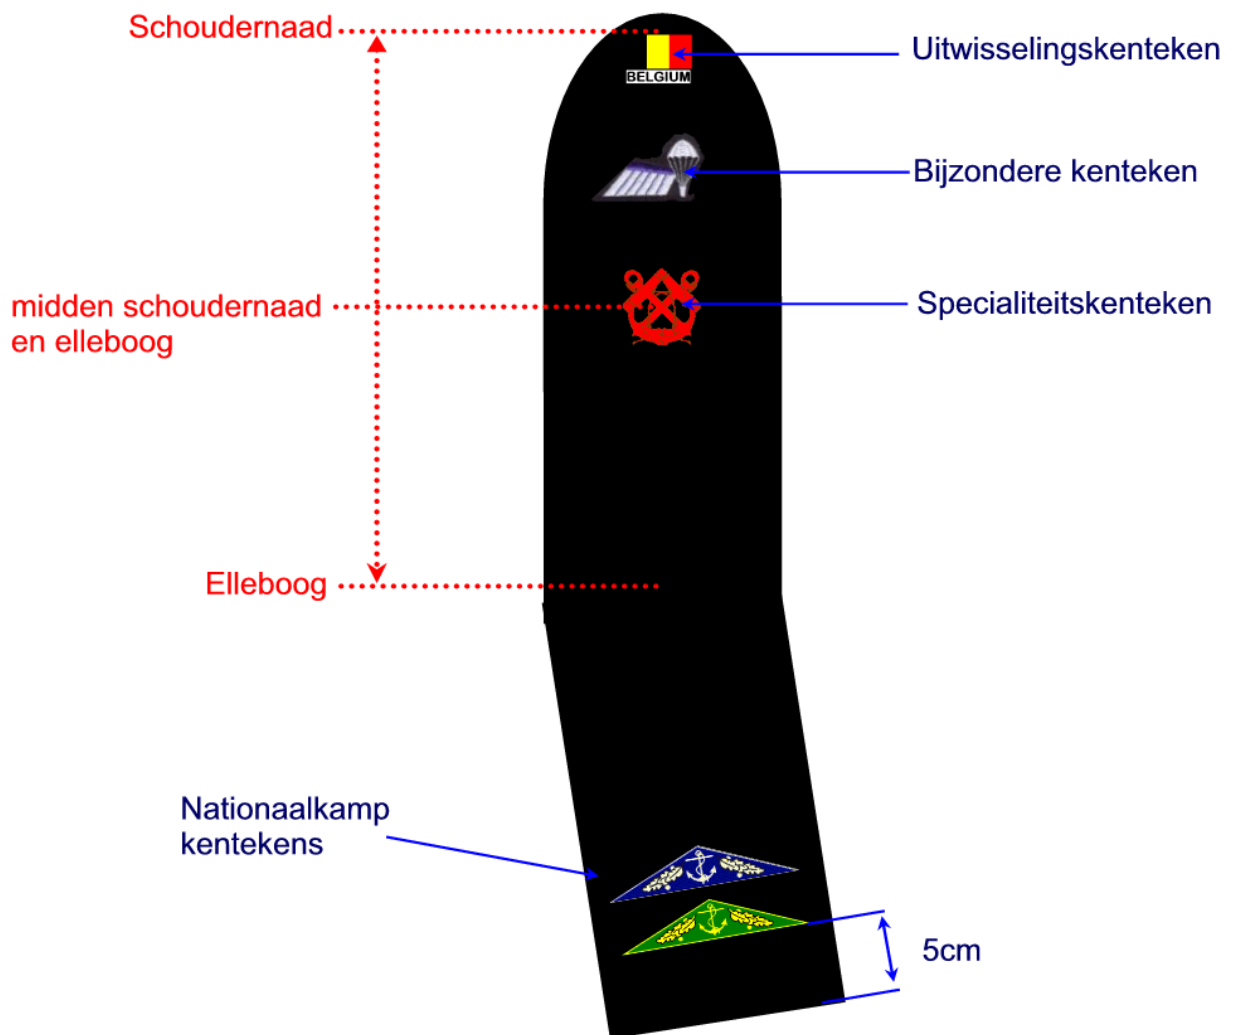 Schoudernaad
Uitwisselingskenteken
BELGIUM
Bijzondere kenteken
midden schoudernaad
en elleboog
Specialiteitskenteken
Elleboog
Nationaalkamp
kentekens
5cm